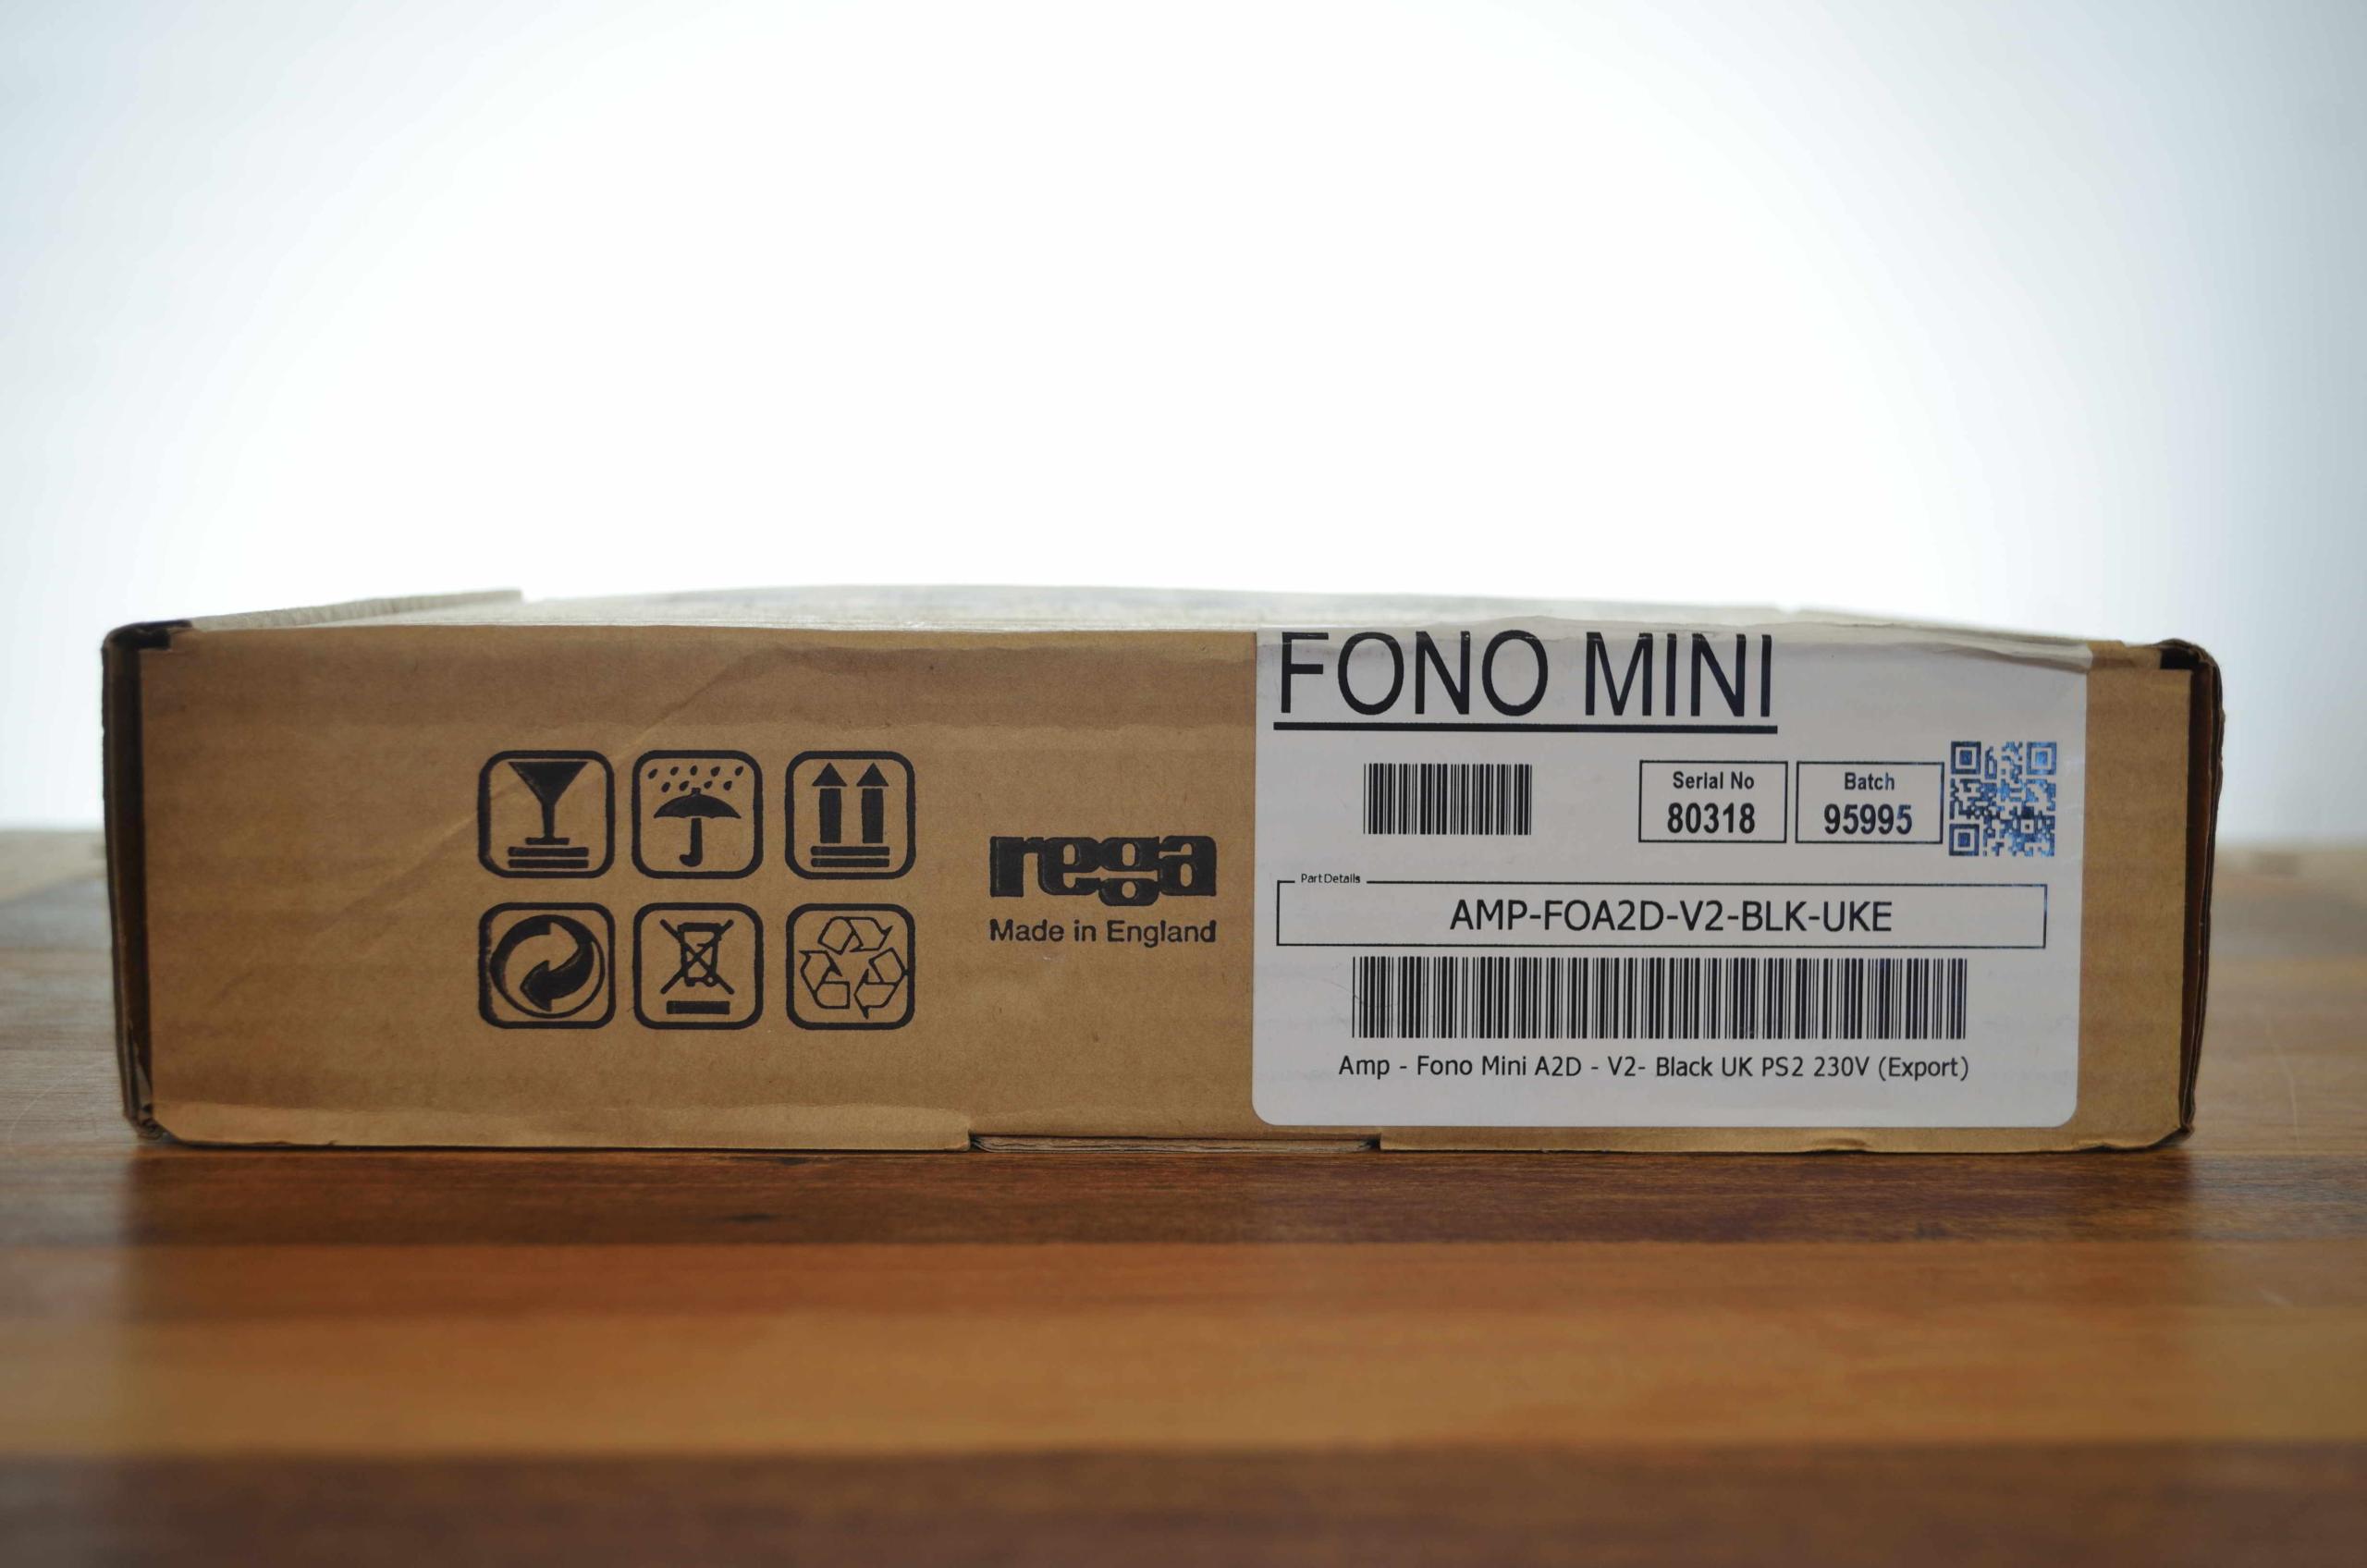 rega
Made in England
FONO MINI
Serial No
80318
Batch
95995
Part Details
AMP-FOA2D-V2-BLK-UKE
Amp - Fono Mini A2D - V2- Black UK PS2 230V (Export)